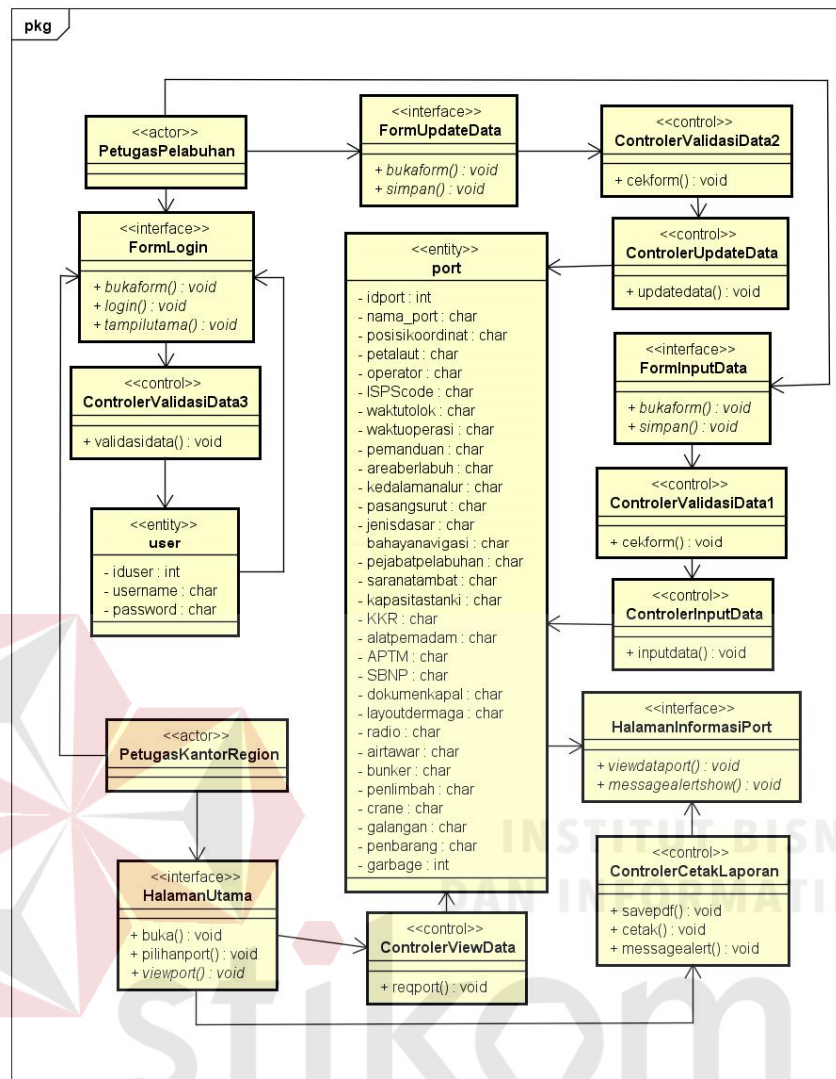 pkg
<<actor>>
PetugasPelabuhan
<<interface>>
FormUpdateData
+ bukaform() : void
+ simpan() : void
<<control>>
ControlerValidasiData2
+ cekform() : void
<<interface>>
FormLogin
+ bukaform() : void
+ login() : void
+ tampilutama() : void
<<control>>
ControlerUpdateData
+ updatedata() : void
<<entity>>
port
- idport : int
- nama_port : char
- posisikoordinat : char
- petalaut : char
- operator : char
- ISPScode : char
- waktutolok : char
- waktuoperasi : char
- pemanduan : char
- areaberlabuh : char
- kedalamanalur : char
- pasangsurut : char
- jenisdasar : char
- bahayanavigasi : char
- pejabatpelabuhan : char
- saranatambat : char
- kapasitastanki : char
- KKR : char
- alatpemadam : char
- APTM : char
- SBNP : char
- dokumenkapal : char
- layoutdermaga : char
- radio : char
- airtawar : char
- bunker : char
- penlimbah : char
- crane : char
- galangan : char
- penbarang : char
- garbage : int
<<interface>>
FormInputData
+ bukaform() : void
+ simpan() : void
<<control>>
ControlerValidasiData3
+ validasidata() : void
<<control>>
ControlerValidasiData1
+ cekform() : void
<<entity>>
user
- iduser : int
- username : char
- password : char
<<control>>
ControlerInputData
+ inputdata() : void
<<actor>>
PetugasKantorRegion
<<interface>>
HalamanInformasiPort
+ viewdataport() : void
+ messagealertshow() : void
<<interface>>
HalamanUtama
+ buka() : void
+ pilihanport() : void
+ viewport() : void
<<control>>
ControlerViewData
+ reqport() : void
<<control>>
ControlerCetakLaporan
+ savepdf() : void
+ cetak() : void
+ messagealert() : void
INSTITUT BISN
DAN INFORMATI
stikom